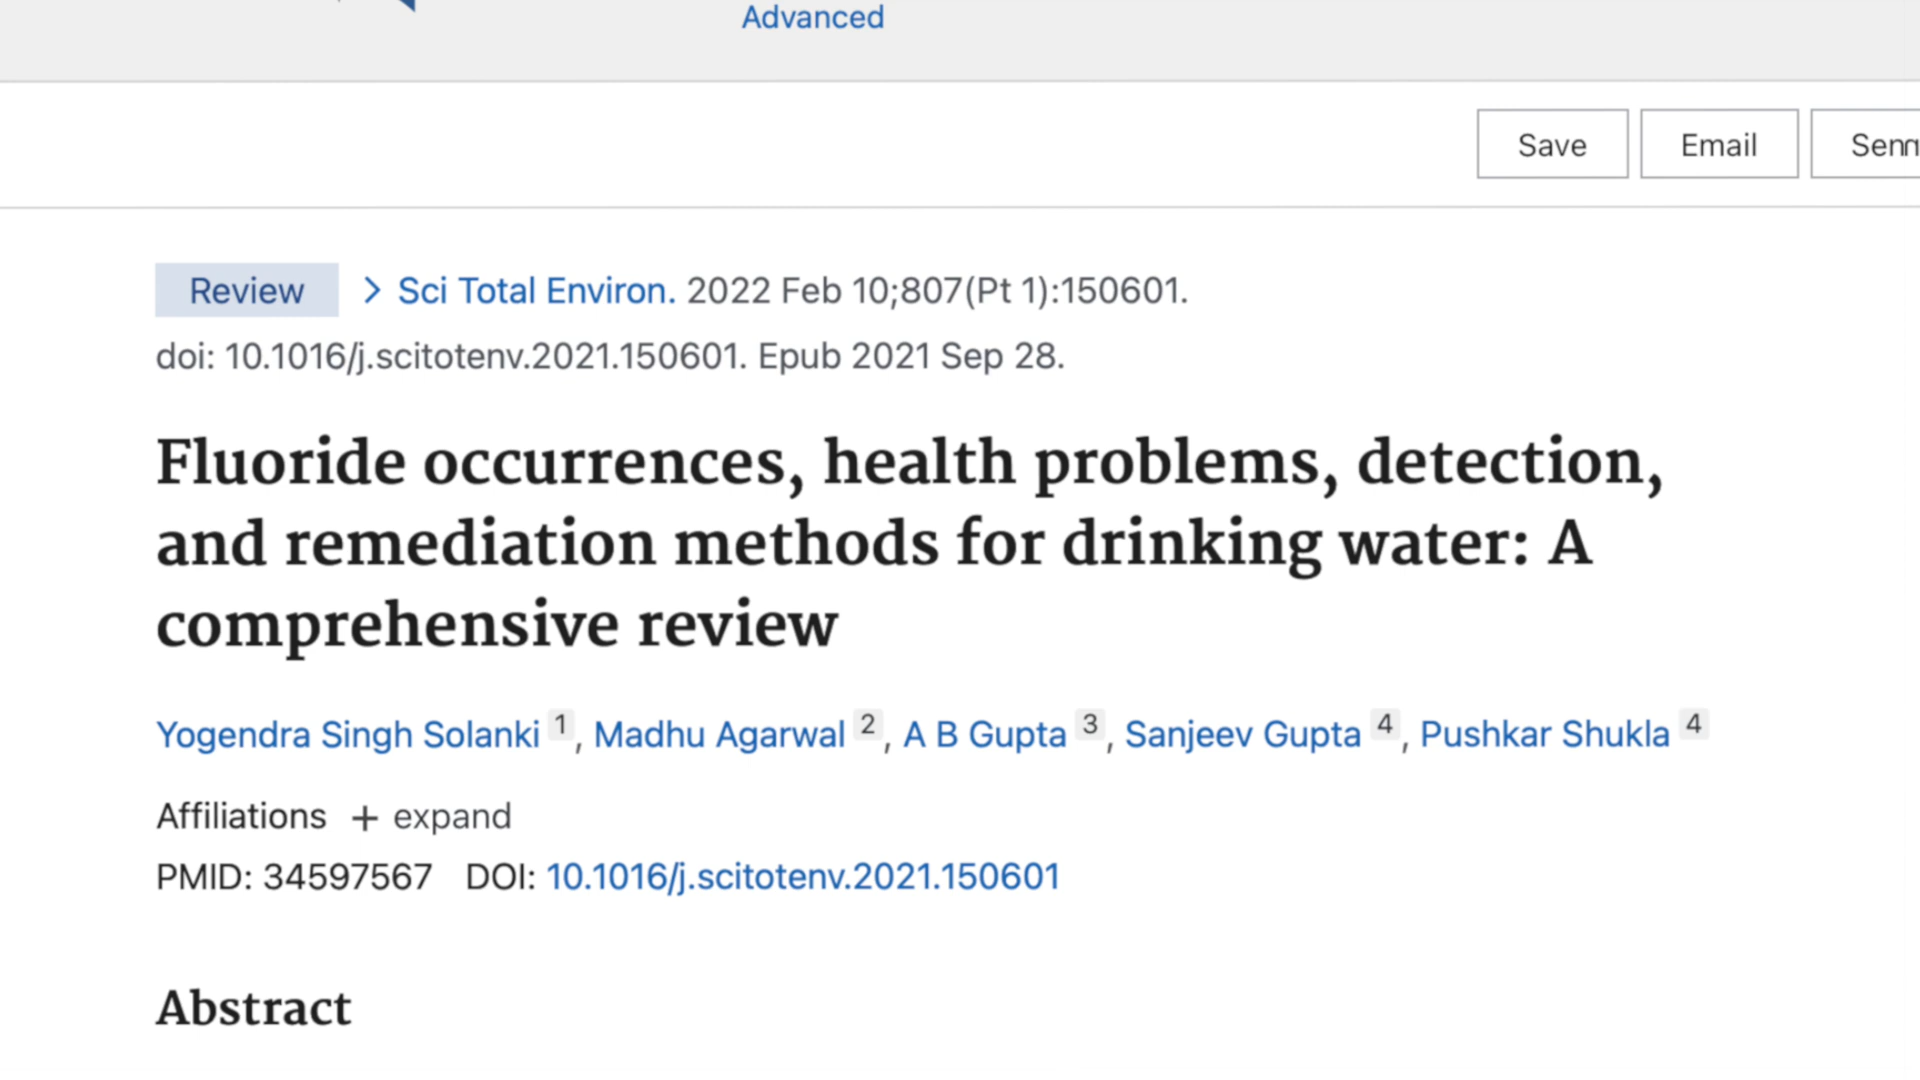 Advanced
Save Email
Review > Sci Total Environ. 2022 Feb 10;807(Pt 1):150601.
doi: 10.1016/j.scitotenv.2021.150601. Epub 2021 Sep 28.
Fluoride occurrences, health problems, detection,
and remediation methods for drinking water: A
comprehensive review
Yogendra Singh Solanki 1, Madhu Agarwal 2, A B Gupta 3, Sanjeev Gupta 4, Pushkar Shukla 4
Affiliations + expand
PMID: 34597567 DOI: 10.1016/j.scitotenv.2021.150601
Abstract